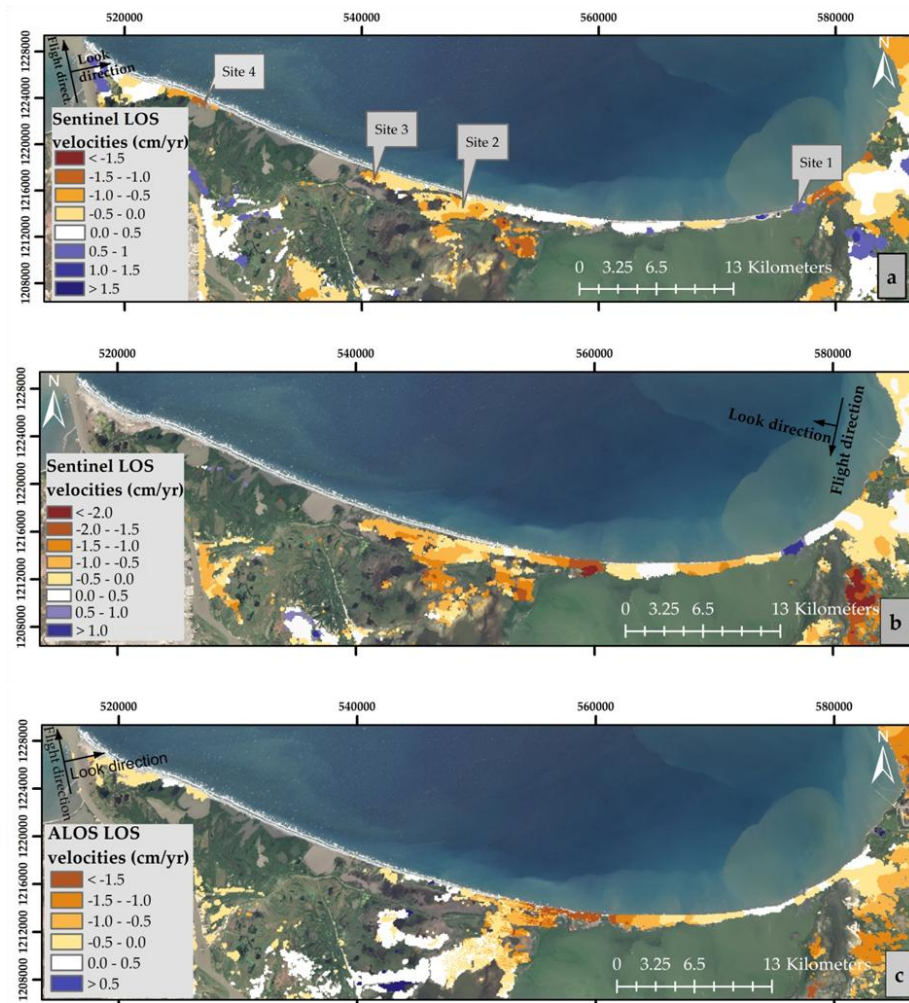 520000 540000 560000 580000
1228000
1224000
1220000
1216000
1212000
1208000
Flight direct.
Look
direction
Site 4
Site 3
Site 2
Site 1
N
Sentinel LOS
velocities (cm/yr)
< -1.5
-1.5 - -1.0
-1.0 - -0.5
-0.5 - 0.0
0.0 - 0.5
0.5 - 1
1.0 - 1.5
> 1.5
0 3.25 6.5 13 Kilometers
a
520000 540000 560000 580000
1228000
1224000
1220000
1216000
1212000
1208000
N
Look direction
Flight direction
Sentinel LOS
velocities (cm/yr)
< -2.0
-2.0 - -1.5
-1.5 - -1.0
-1.0 - -0.5
-0.5 - 0.0
0.0 - 0.5
0.5 - 1.0
> 1.0
0 3.25 6.5 13 Kilometers
b
520000 540000 560000 580000
1228000
1224000
1220000
1216000
1212000
1208000
Flight direction
Look direction
N
ALOS LOS
velocities (cm/yr)
< -1.5
-1.5 - -1.0
-1.0 - -0.5
-0.5 - 0.0
0.0 - 0.5
> 0.5
0 3.25 6.5 13 Kilometers
c